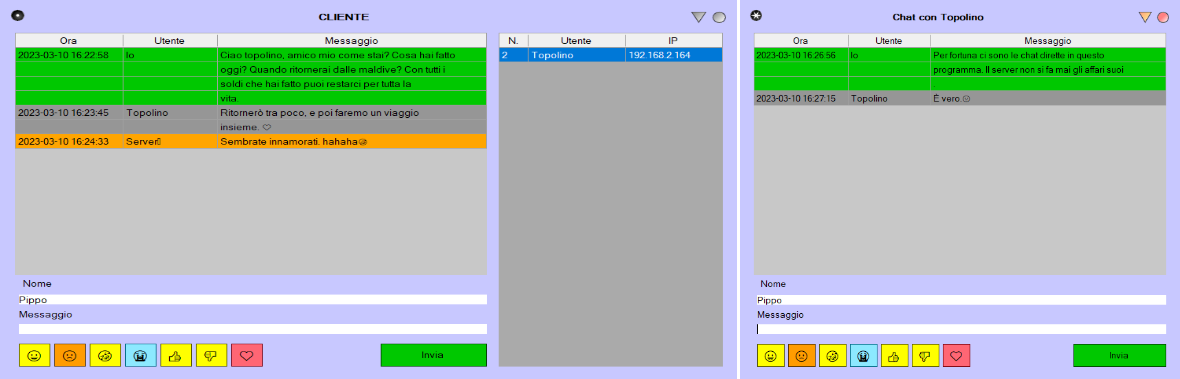 CLIENTE
Ora Utente Messaggio
2023-03-10 16:22:58 Io Ciao topolino, amico mio come stai? Cosa hai fatto
oggi? Quando ritornerai dalle maldive? Con tutti i
soldi che hai fatto puoi restarci per tutta la
vita.
2023-03-10 16:23:45 Topolino Ritornerò tra poco, e poi faremo un viaggio
insieme. ♡
2023-03-10 16:24:33 Server Sembrate innamorati. hahaha
N. Utente IP
2 Topolino 192.168.2.164
Nome
Pippo
Messaggio
Invia
Chat con Topolino
Ora Utente Messaggio
2023-03-10 16:26:56 Io Per fortuna ci sono le chat dirette in questo
programma. Il server non si fa mai gli affari suoi
.
2023-03-10 16:27:15 Topolino É vero.☺
Nome
Pippo
Messaggio
Invia